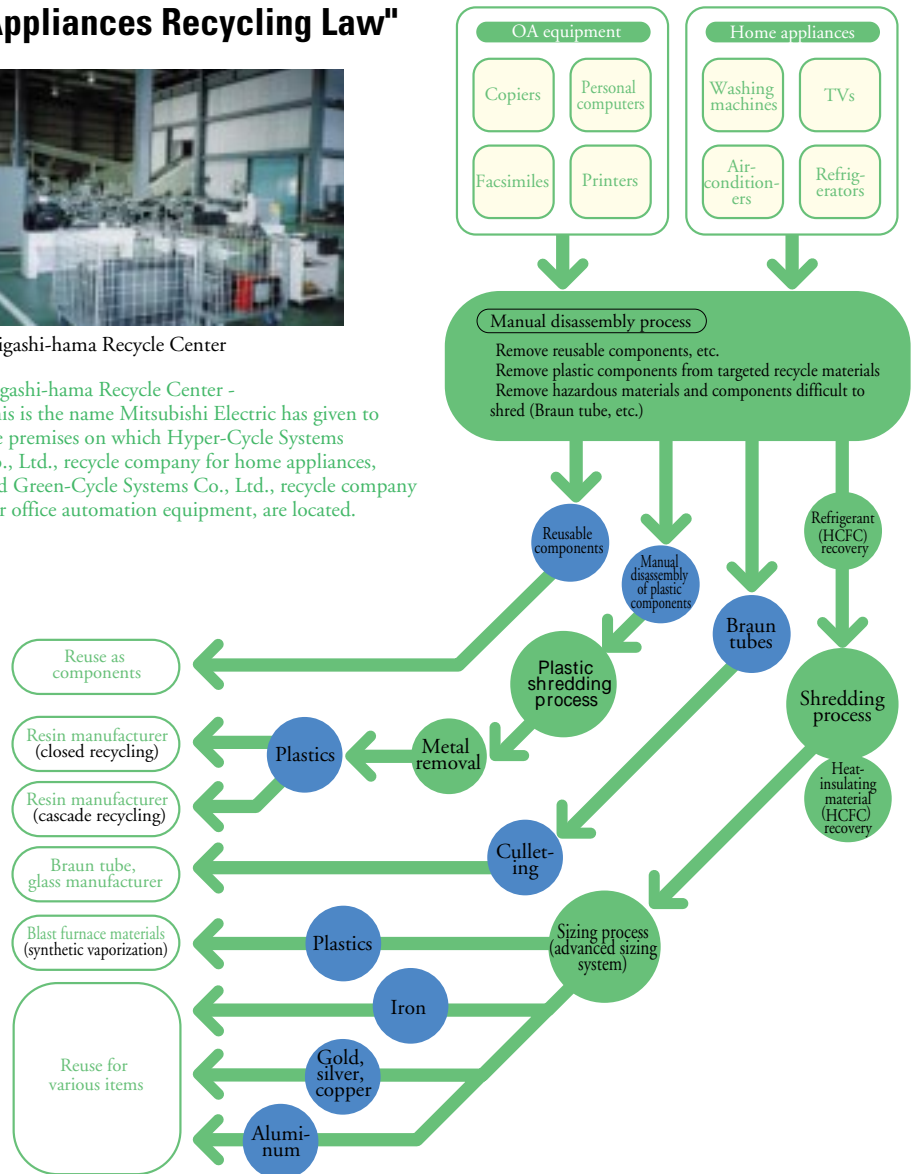 Appliances Recycling Law"
igashi-hama Recycle Center
gashi-hama Recycle Center -
is is the name Mitsubishi Electric has given to
e premises on which Hyper-Cycle Systems
o., Ltd., recycle company for home appliances,
d Green-Cycle Systems Co., Ltd., recycle company
r office automation equipment, are located.
OA equipment
Copiers
Personal
computers
Facsimiles
Printers
Home appliances
Washing
machines
TVs
Air-
condition-
ers
Refrig-
erators
Manual disassembly process
Remove reusable components, etc.
Remove plastic components from targeted recycle materials
Remove hazardous materials and components difficult to
shred (Braun tube, etc.)
Reusable
components
Manual
disassembly
of plastic
components
Braun
tubes
Refrigerant
(HCFC)
recovery
Plastic
shredding
process
Shredding
process
Heat-
insulating
material
(HCFC)
recovery
Metal
removal
Plastics
Cullet-
ing
Sizing process
(advanced sizing
system)
Plastics
Iron
Gold,
silver,
copper
Alumi-
num
Reuse as
components
Resin manufacturer
(closed recycling)
Resin manufacturer
(cascade recycling)
Braun tube,
glass manufacturer
Blast furnace materials
(synthetic vaporization)
Reuse for
various items